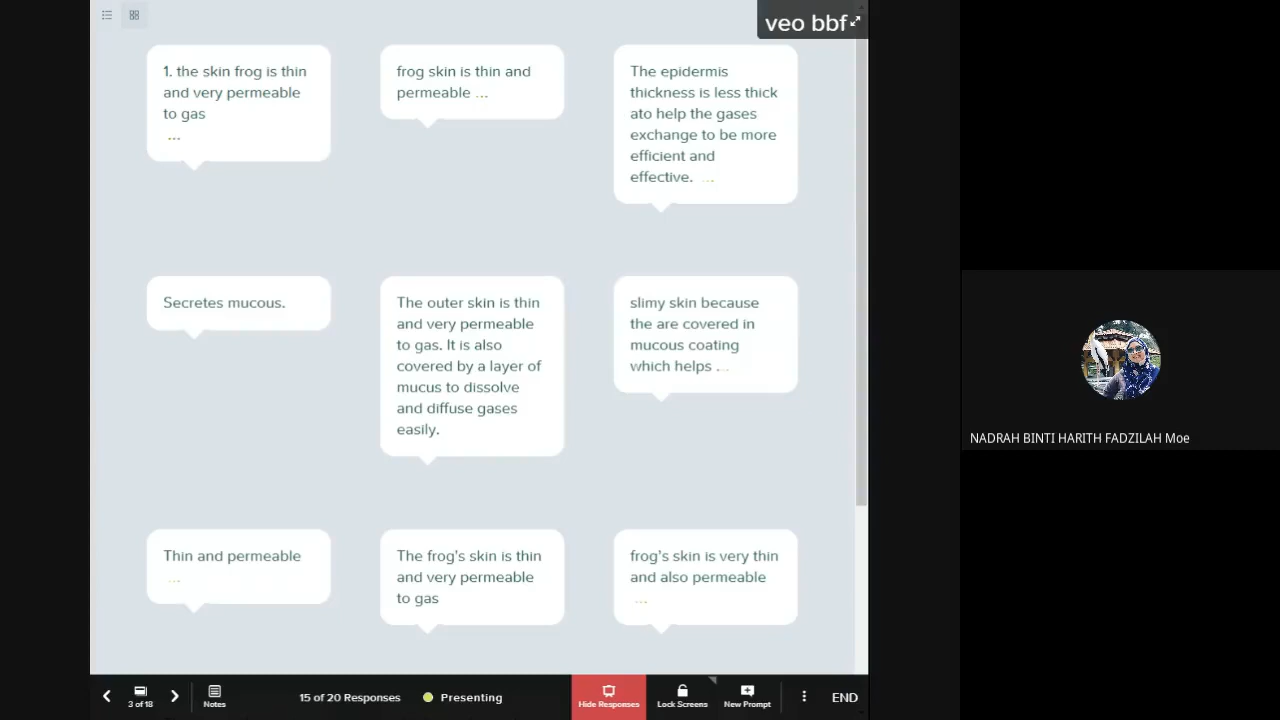 veo bbf
1. the skin frog is thin
and very permeable
to gas
...
frog skin is thin and
permeable ...
The epidermis
thickness is less thick
ato help the gases
exchange to be more
efficient and
effective. ...
Secretes mucous.
The outer skin is thin
and very permeable
to gas. It is also
covered by a layer of
mucus to dissolve
and diffuse gases
easily.
slimy skin because
the are covered in
mucous coating
which helps ...
Thin and permeable
...
The frog's skin is thin
and very permeable
to gas
frog's skin is very thin
and also permeable
...
NADRAH BINTI HARITH FADZILAH Moe
3 of 18
Notes
15 of 20 Responses
Presenting
Hide Responses
Lock Screens
New Prompt
END